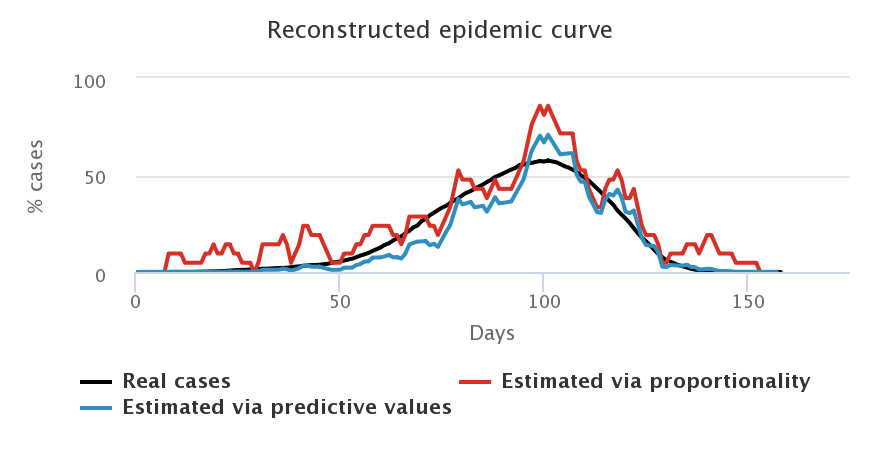 Reconstructed epidemic curve
100
50
0
% cases
0 50 100 150
Days
Real cases
Estimated via proportionality
Estimated via predictive values